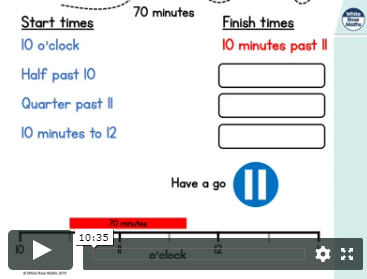 70 minutes
White Rose Maths
Start times
Finish times
10 o'clock
10 minutes past 11
Half past 10
Quarter past 11
10 minutes to 12
Have a go
70 minutes
10:35
10
11
12
o'clock
© White Rose Maths 2019